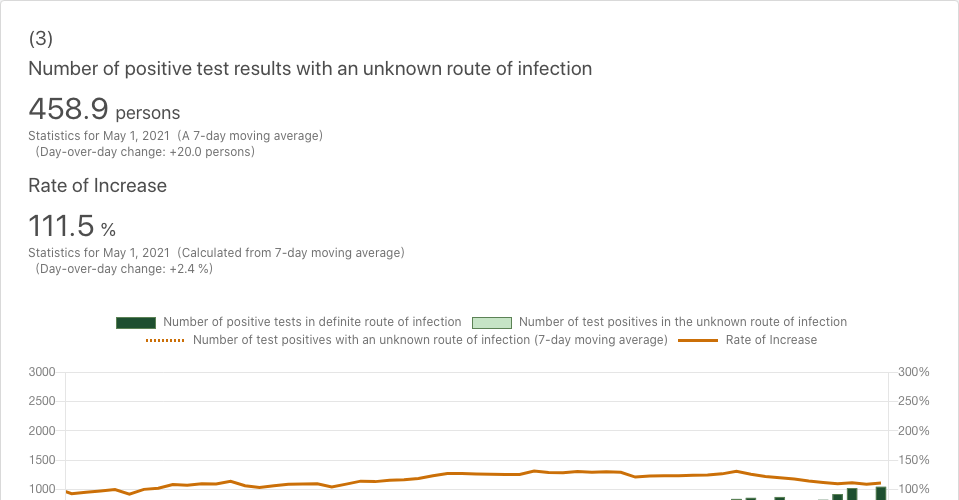 (3)
Number of positive test results with an unknown route of infection
458.9 persons
Statistics for May 1, 2021 (A 7-day moving average)
(Day-over-day change: +20.0 persons)
Rate of Increase
111.5 %
Statistics for May 1, 2021 (Calculated from 7-day moving average)
(Day-over-day change: +2.4 %)
Number of positive tests in definite route of infection Number of test positives in the unknown route of infection
Number of test positives with an unknown route of infection (7-day moving average) Rate of Increase
3000 300%
2500 250%
2000 200%
1500 150%
1000 100%